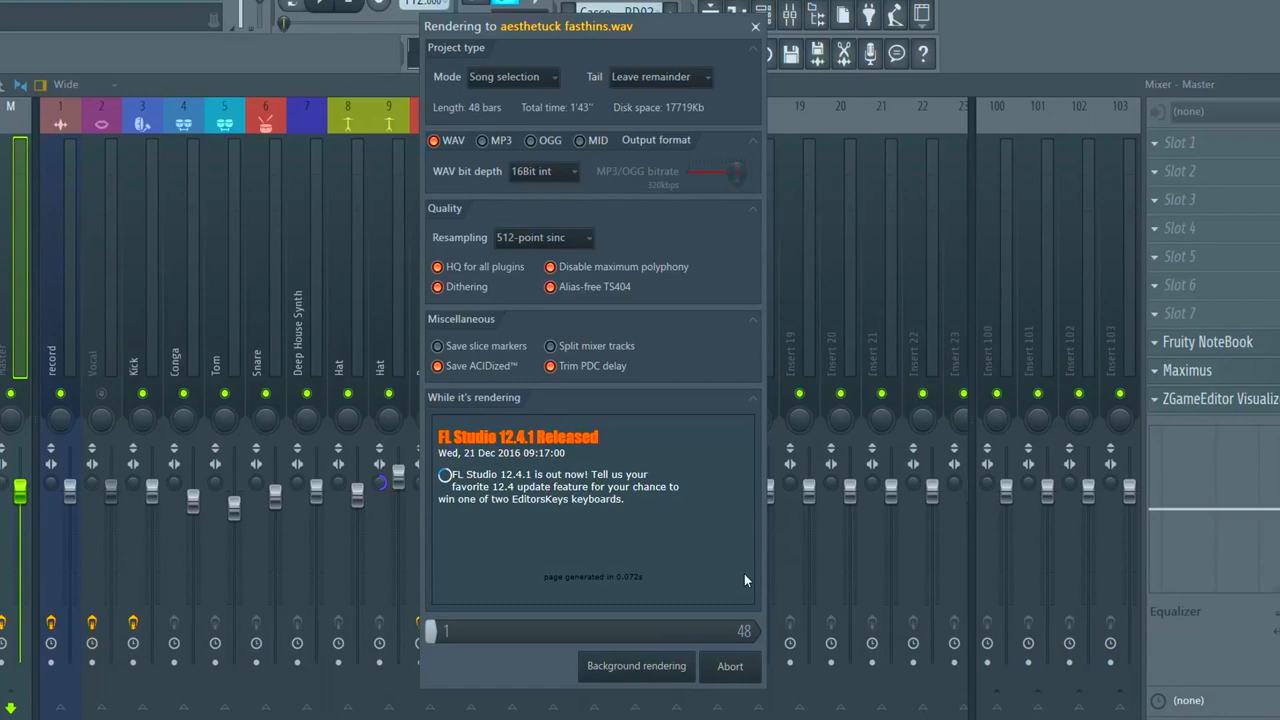 112.000
Rendering to aesthetuck fasthins.wav
Project type
Mode Song selection Tail Leave remainder
Length: 48 bars Total time: 1'43" Disk space: 17719Kb
WAV MP3 OGG MID Output format
WAV bit depth 16Bit int MP3/OGG bitrate
320kbps
Quality
Resampling 512-point sinc
HQ for all plugins Disable maximum polyphony
Dithering Alias-free TS404
Miscellaneous
Save slice markers Split mixer tracks
Save ACIDized™ Trim PDC delay
While it's rendering
FL Studio 12.4.1 Released
Wed, 21 Dec 2016 09:17:00
FL Studio 12.4.1 is out now! Tell us your
favorite 12.4 update feature for your chance to
win one of two EditorsKeys keyboards.
page generated in 0.072s
1 48
Background rendering Abort
Wide
M 1 2 3 4 5 6 7 8 9
19 20 21 22 23 100 101 102 103
Master
record
Vocal
Kick
Conga
Tom
Snare
Deep House Synth
Hat
Hat
Insert 19
Insert 20
Insert 21
Insert 22
Insert 23
Insert 100
Insert 101
Insert 102
Insert 103
Mixer - Master
(none)
Slot 1
Slot 2
Slot 3
Slot 4
Slot 5
Slot 6
Slot 7
Fruity NoteBook
Maximus
ZGameEditor Visualiz
Equalizer
(none)